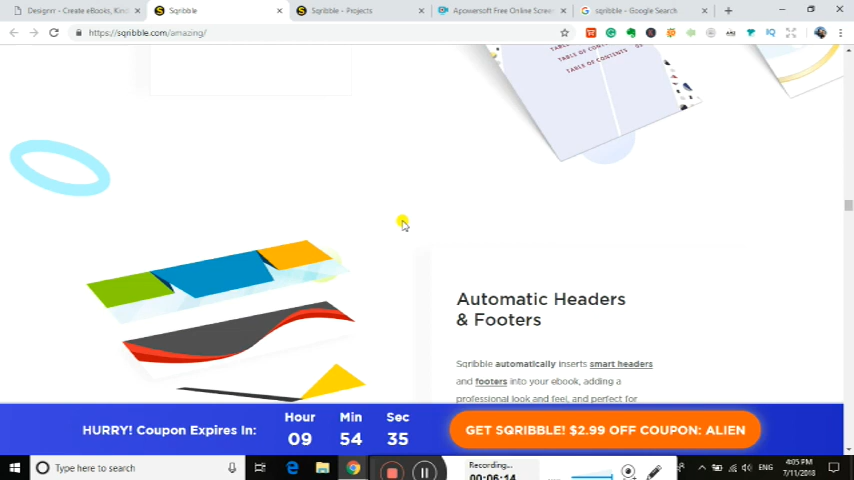 Designrr - Create eBooks, Kind
Sqribble
Sqribble - Projects
Apowersoft Free Online Screen
sqribble - Google Search
https://sqribble.com/amazing/
TABLE OF CONTENTS
TABLE OF CONTENTS
Automatic Headers
& Footers
Sqribble automatically inserts smart headers
and footers into your ebook, adding a
professional look and feel, and perfect for
HURRY! Coupon Expires In:
Hour Min Sec
09 54 35
GET SQRIBBLE! $2.99 OFF COUPON: ALIEN
Type here to search
Recording...
00:06:14
ENG
4:05 PM
7/11/2018